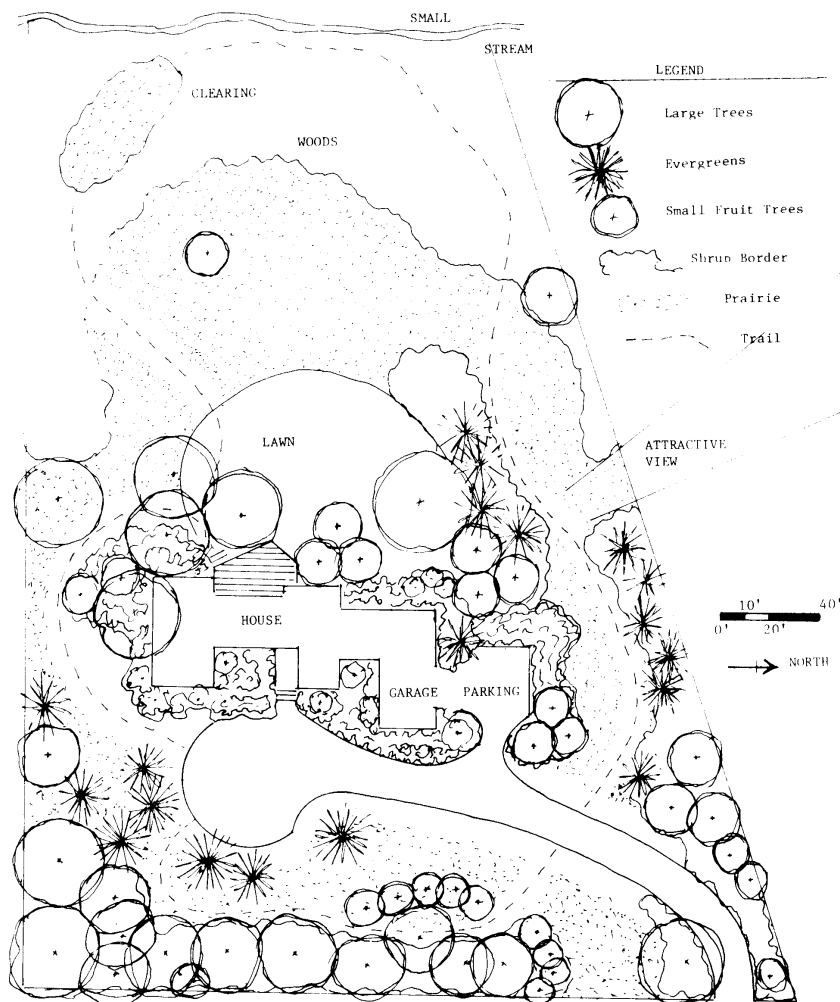 SMALL
STREAM
LEGEND
CLEARING
Large Trees
WOODS
Evergreens
Small Fruit Trees
Shrub Border
Prairie
Trail
LAWN
ATTRACTIVE
VIEW
10' 40'
0' 20'
HOUSE
NORTH
GARAGE PARKING